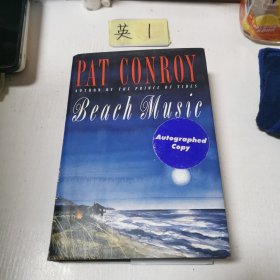 英 1
PAT CONROY
AUTHOR OF THE PRINCE OF TIDES
Beach Music
Autographed
Copy